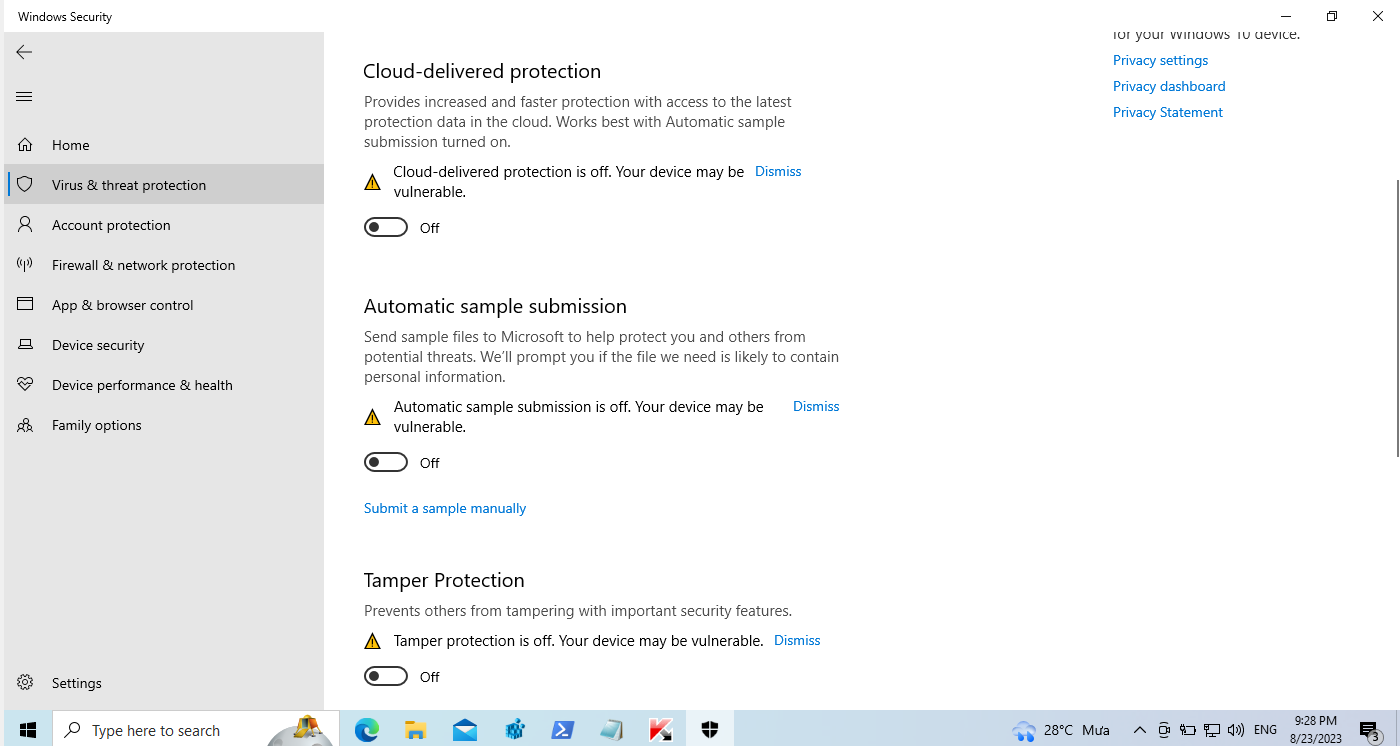 Windows Security
for your Windows 10 device.
Privacy settings
Privacy dashboard
Privacy Statement
Home
Virus & threat protection
Account protection
Firewall & network protection
App & browser control
Device security
Device performance & health
Family options
Settings
Cloud-delivered protection
Provides increased and faster protection with access to the latest
protection data in the cloud. Works best with Automatic sample
submission turned on.
Cloud-delivered protection is off. Your device may be Dismiss
vulnerable.
Off
Automatic sample submission
Send sample files to Microsoft to help protect you and others from
potential threats. We'll prompt you if the file we need is likely to contain
personal information.
Automatic sample submission is off. Your device may be Dismiss
vulnerable.
Off
Submit a sample manually
Tamper Protection
Prevents others from tampering with important security features.
Tamper protection is off. Your device may be vulnerable. Dismiss
Off
Type here to search
28°C Mưa
ENG
9:28 PM
8/23/2023
3